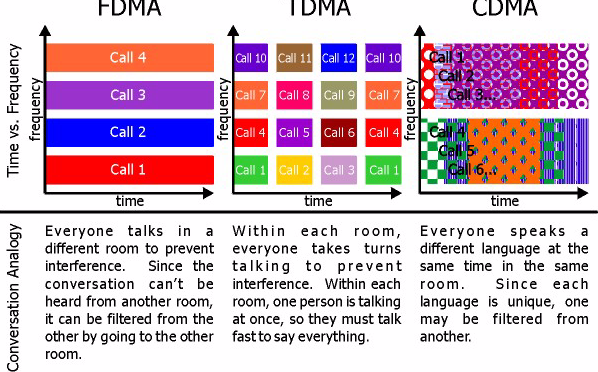 FDMA TDMA CDMA
Time vs. Frequency
frequency
Call 4
Call 3
Call 2
Call 1
time
frequency
Call 10 Call 11 Call 12 Call 10
Call 7 Call 8 Call 9 Call 7
Call 4 Call 5 Call 6 Call 4
Call 1 Call 2 Call 3 Call 1
time
frequency
Call 1
Call 2
Call 3...
Call 4
Call 5
Call 6...
time
Conversation Analogy
Everyone talks in a
different room to prevent
interference. Since the
conversation can't be
heard from another room,
it can be filtered from the
other by going to the other
room.
Within each room,
everyone takes turns
talking to prevent
interference. Within each
room, one person is talking
at once, so they must talk
fast to say everything.
Everyone speaks a
different language at the
same time in the same
room. Since each
language is unique, one
may be filtered from
another.